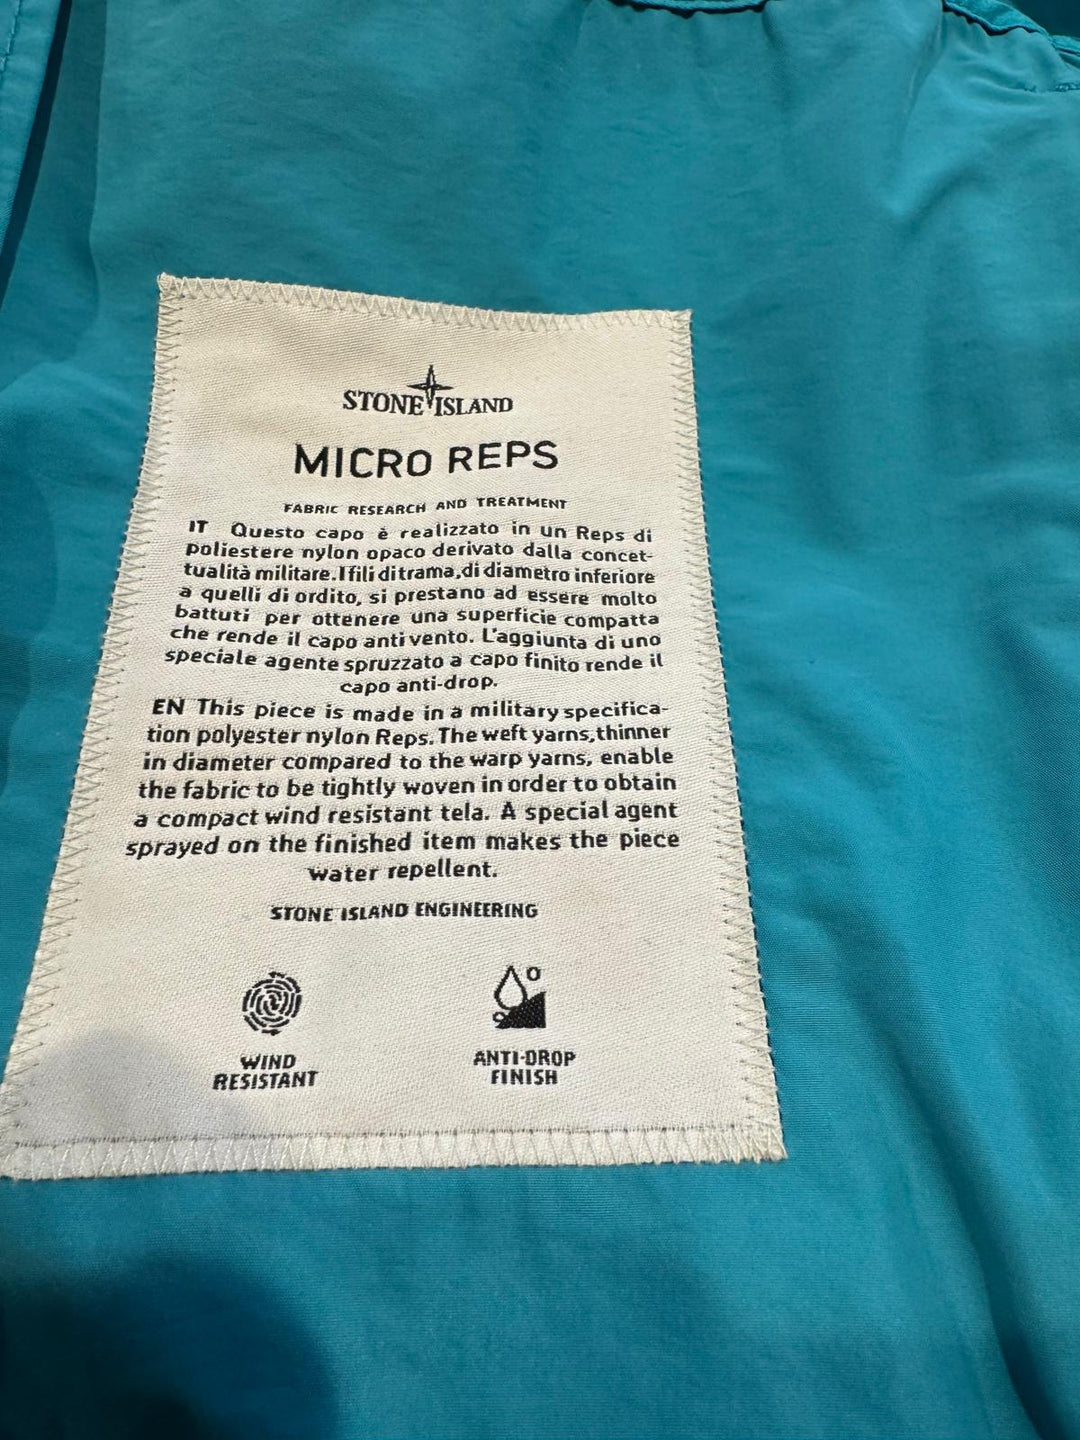 STONE ISLAND
MICRO REPS
FABRIC RESEARCH AND TREATMENT
IT Questo capo è realizzato in un Reps di
poliestere nylon opaco derivato dalla concet-
tualità militare. I fili di trama, di diametro inferiore
a quelli di ordito, si prestano ad essere molto
battuti per ottenere una superficie compatta
che rende il capo antivento. L'aggiunta di uno
speciale agente spruzzato a capo finito rende il
capo anti-drop.
EN This piece is made in a military specifica-
tion polyester nylon Reps. The weft yarns, thinner
in diameter compared to the warp yarns, enable
the fabric to be tightly woven in order to obtain
a compact wind resistant tela. A special agent
sprayed on the finished item makes the piece
water repellent.
STONE ISLAND ENGINEERING
WIND
RESISTANT
ANTI-DROP
FINISH